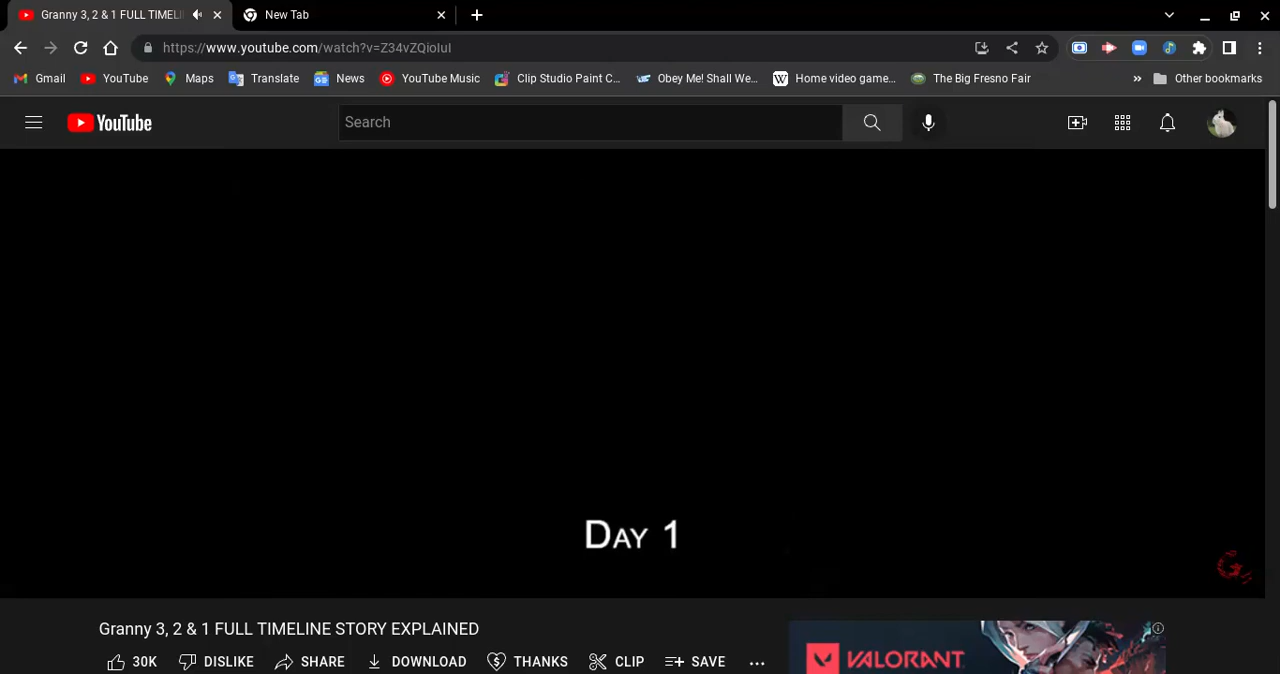 Granny 3, 2 & 1 FULL TIMELI
New Tab
https://www.youtube.com/watch?v=Z34vZQioIuI
Gmail
YouTube
Maps
Translate
News
YouTube Music
Clip Studio Paint C...
Obey Me! Shall We...
Home video game...
The Big Fresno Fair
Other bookmarks
YouTube
Search
DAY 1
Granny 3, 2 & 1 FULL TIMELINE STORY EXPLAINED
30K
DISLIKE
SHARE
DOWNLOAD
THANKS
CLIP
SAVE
VALORANT